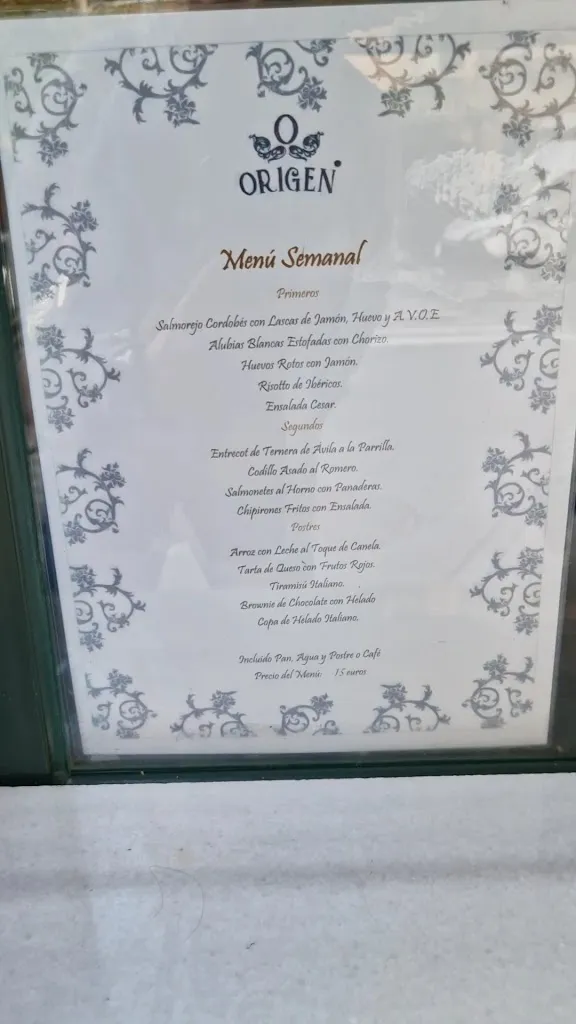 O
ORIGEN
Menú Semanal
Primeros
Salmorejo Cordobés con Lascas de Jamón, Huevo y A.V.O.E
Alubias Blancas Estofadas con Chorizo.
Huevos Rotos con Jamón.
Risotto de Ibéricos.
Ensalada Cesar.
Segundos
Entrecot de Ternera de Ávila a la Parrilla.
Codillo Asado al Romero.
Salmonetes al Horno con Panaderas.
Chipirones Fritos con Ensalada.
Postres
Arroz con Leche al Toque de Canela.
Tarta de Queso con Frutos Rojos.
Tiramisú Italiano.
Brownie de Chocolate con Helado
Copa de Helado Italiano.
Incluido Pan, Agua y Postre o Café
Precio del Menú: 15 euros